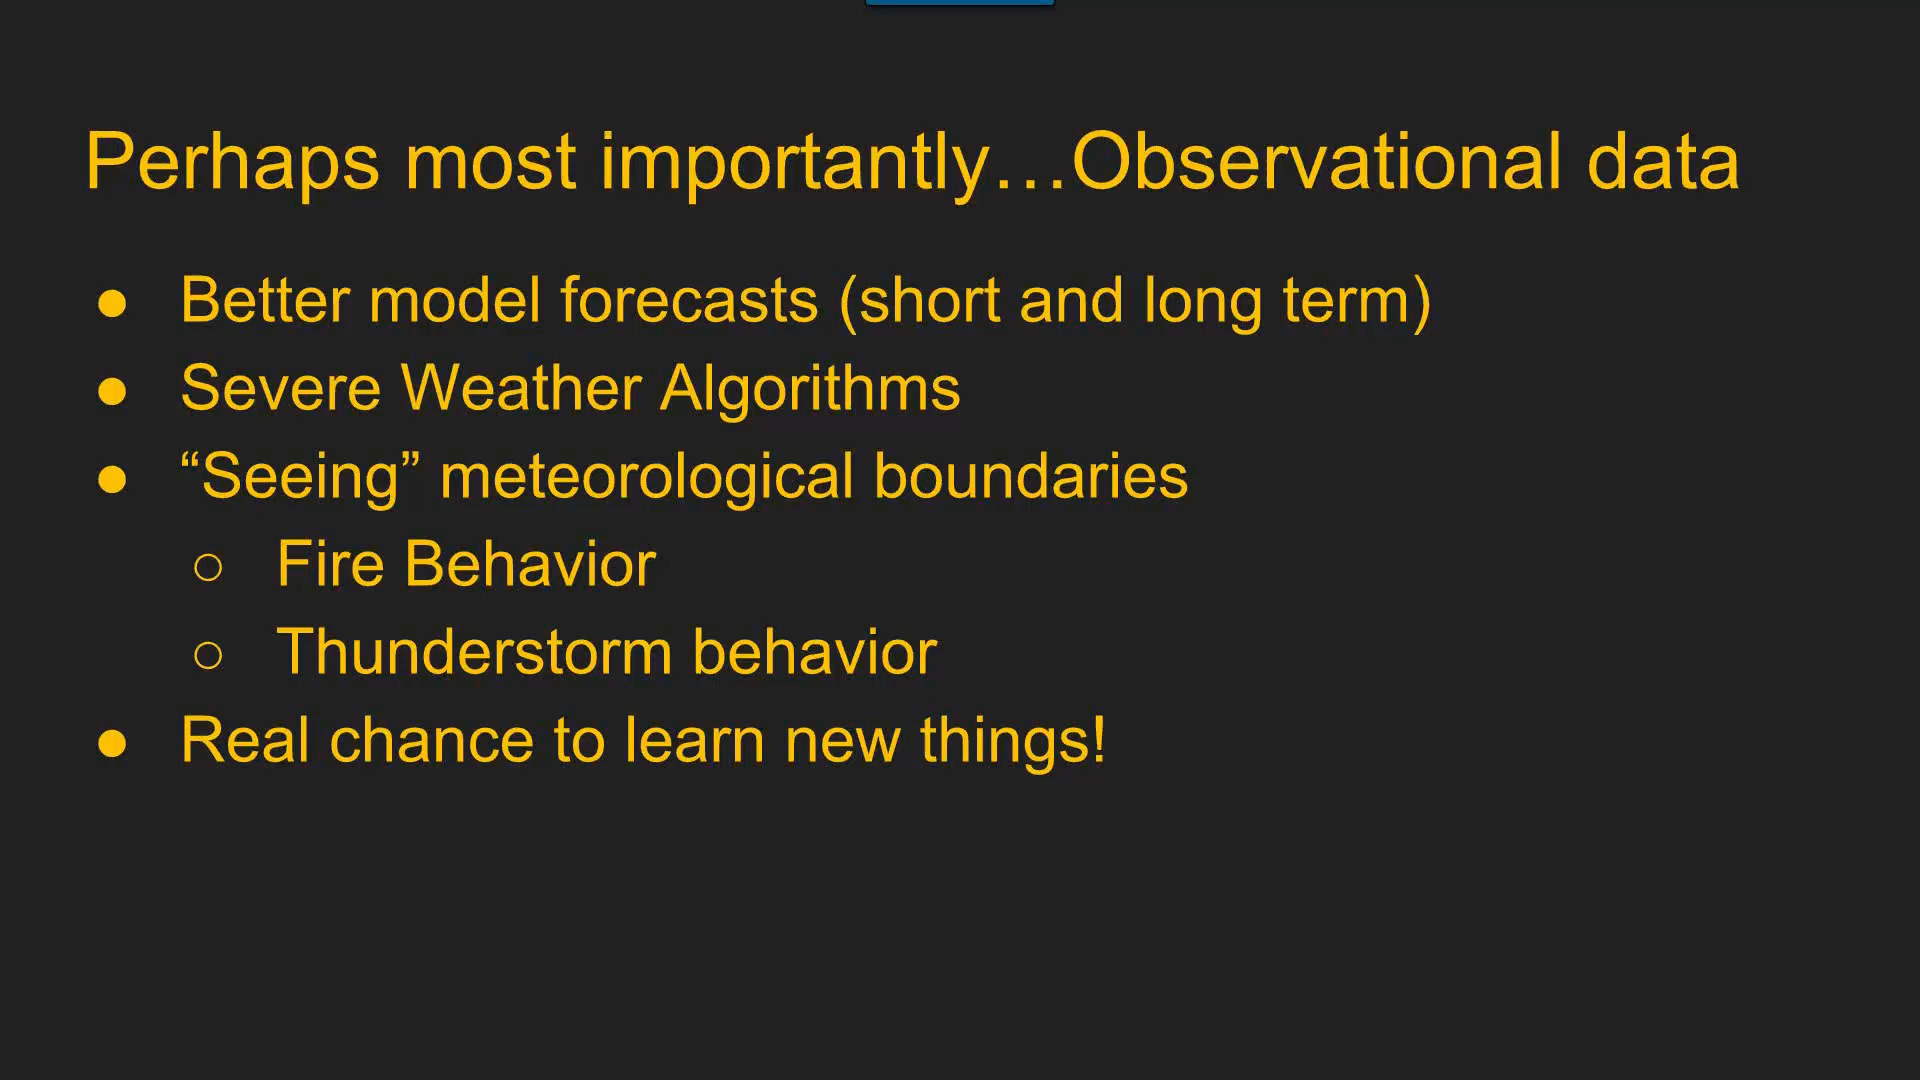 Perhaps most importantly…Observational data
● Better model forecasts (short and long term)
● Severe Weather Algorithms
● “Seeing” meteorological boundaries
○ Fire Behavior
○ Thunderstorm behavior
● Real chance to learn new things!